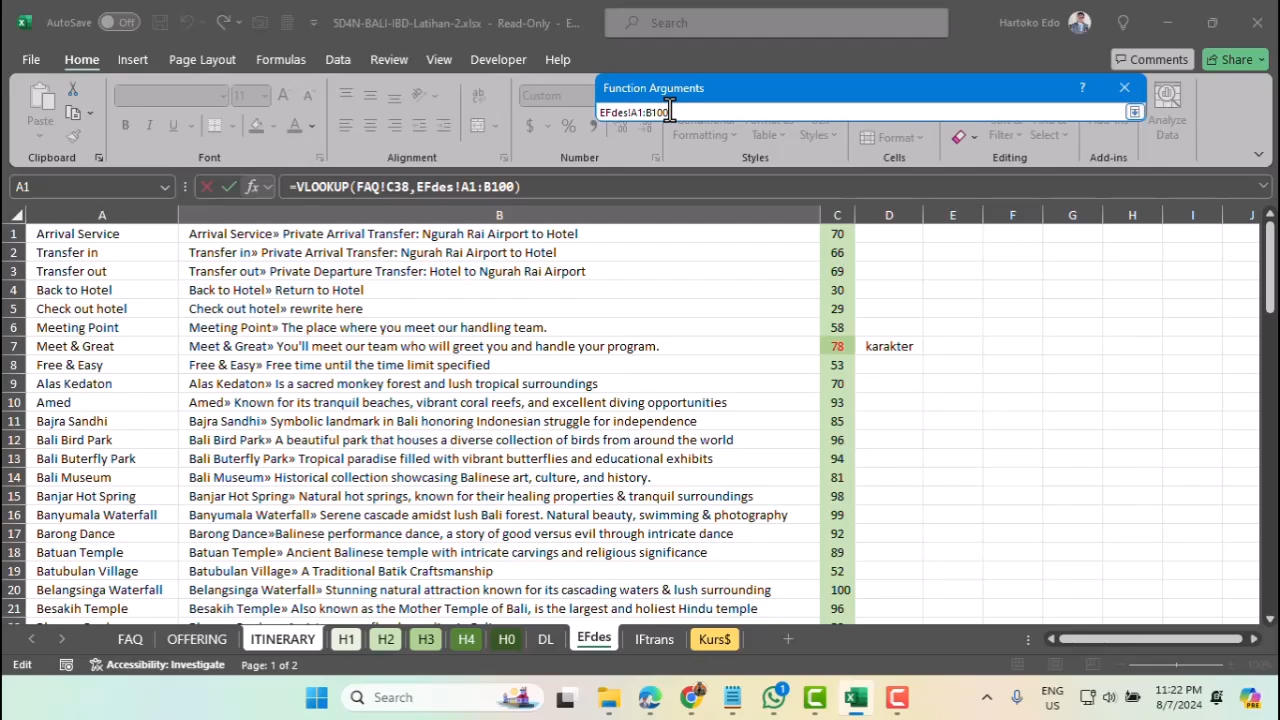 AutoSave Off 5D4N-BALI-IBD-Latihan-2.xlsx - Read-Only - E... Search Hartoko Edo
File Home Insert Page Layout Formulas Data Review View Developer Help Comments Share
Function Arguments ?
EFdes!A1:B100
Paste 11 Custom Formatting Table Styles Format Filter Select Analyze Data
Clipboard Font Alignment Number Styles Cells Editing Add-ins
A1 fx =VLOOKUP(FAQ!C38,EFdes!A1:B100)
A B C D E F G H I J
1 Arrival Service Arrival Service» Private Arrival Transfer: Ngurah Rai Airport to Hotel 70
2 Transfer in Transfer in» Private Arrival Transfer: Ngurah Rai Airport to Hotel 66
3 Transfer out Transfer out» Private Departure Transfer: Hotel to Ngurah Rai Airport 69
4 Back to Hotel Back to Hotel» Return to Hotel 30
5 Check out hotel Check out hotel» rewrite here 29
6 Meeting Point Meeting Point» The place where you meet our handling team. 58
7 Meet & Great Meet & Great» You'll meet our team who will greet you and handle your program. 78 karakter
8 Free & Easy Free & Easy» Free time until the time limit specified 53
9 Alas Kedaton Alas Kedaton» Is a sacred monkey forest and lush tropical surroundings 70
10 Amed Amed» Known for its tranquil beaches, vibrant coral reefs, and excellent diving opportunities 93
11 Bajra Sandhi Bajra Sandhi» Symbolic landmark in Bali honoring Indonesian struggle for independence 85
12 Bali Bird Park Bali Bird Park» A beautiful park that houses a diverse collection of birds from around the world 96
13 Bali Buterfly Park Bali Buterfly Park» Tropical paradise filled with vibrant butterflies and educational exhibits 94
14 Bali Museum Bali Museum» Historical collection showcasing Balinese art, culture, and history. 81
15 Banjar Hot Spring Banjar Hot Spring» Natural hot springs, known for their healing properties & tranquil surroundings 98
16 Banyumala Waterfall Banyumala Waterfall» Serene cascade amidst lush Bali forest. Natural beauty, swimming & photography 99
17 Barong Dance Barong Dance»Balinese performance dance, a story of good versus evil through intricate dance 92
18 Batuan Temple Batuan Temple» Ancient Balinese temple with intricate carvings and religious significance 89
19 Batubulan Village Batubulan Village» A Traditional Batik Craftsmanship 52
20 Belangsinga Waterfall Belangsinga Waterfall» Stunning natural attraction known for its cascading waters & lush surrounding 100
21 Besakih Temple Besakih Temple» Also known as the Mother Temple of Bali, is the largest and holiest Hindu temple 96
FAQ OFFERING ITINERARY H1 H2 H3 H4 H0 DL EFdes IFtrans Kurs$
Edit Accessibility: Investigate Page: 1 of 2 100%
Search 1 ENG US 11:22 PM 8/7/2024 PRE